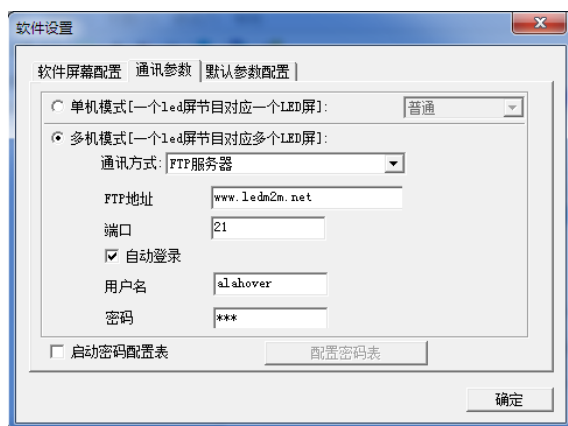 软件设置
软件屏幕配置 通讯参数 默认参数配置
单机模式[一个led屏节目对应一个LED屏]: 普通
多机模式[一个led屏节目对应多个LED屏]:
通讯方式: FTP服务器
FTP地址 www.ledm2m.net
端口 21
自动登录
用户名 alahover
密码 ***
启动密码配置表 配置密码表
确定